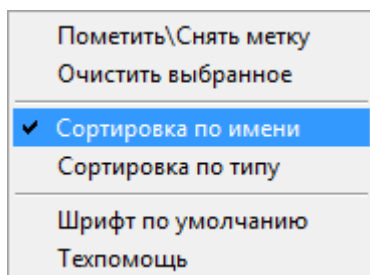 Пометить\Снять метку
Очистить выбранное
Сортировка по имени
Сортировка по типу
Шрифт по умолчанию
Техпомощь